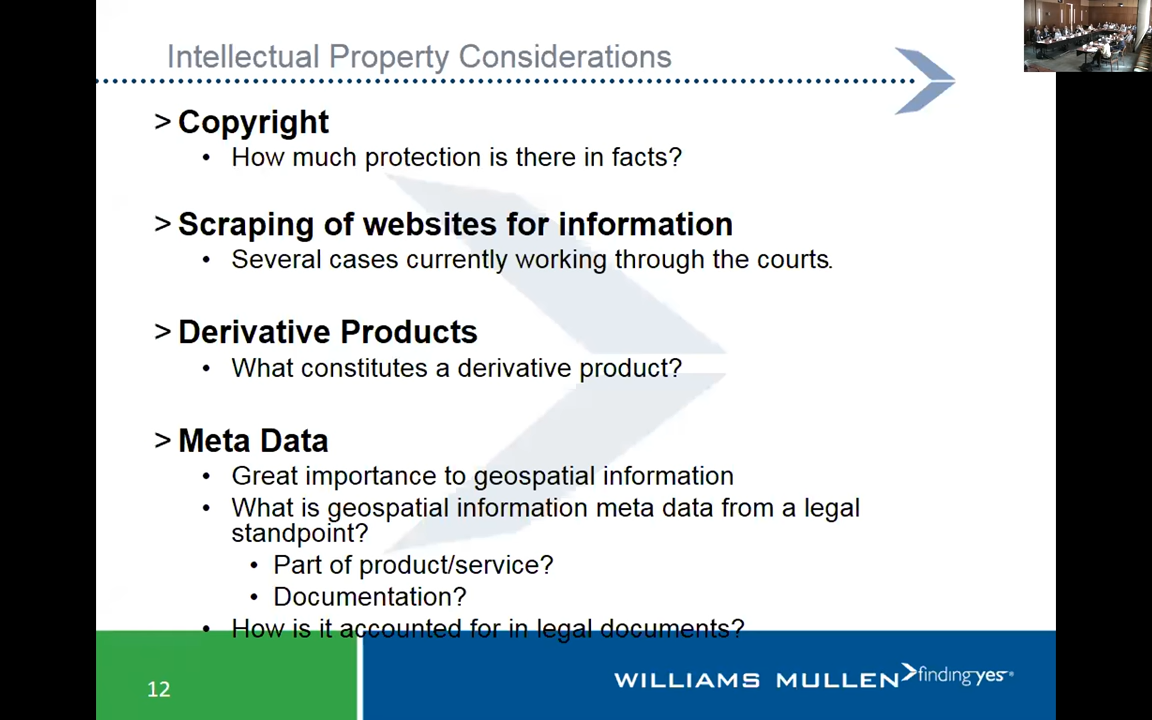 Intellectual Property Considerations
> Copyright
• How much protection is there in facts?
> Scraping of websites for information
• Several cases currently working through the courts.
> Derivative Products
• What constitutes a derivative product?
> Meta Data
• Great importance to geospatial information
• What is geospatial information meta data from a legal
standpoint?
• Part of product/service?
• Documentation?
• How is it accounted for in legal documents?
12
WILLIAMS MULLEN finding yes®